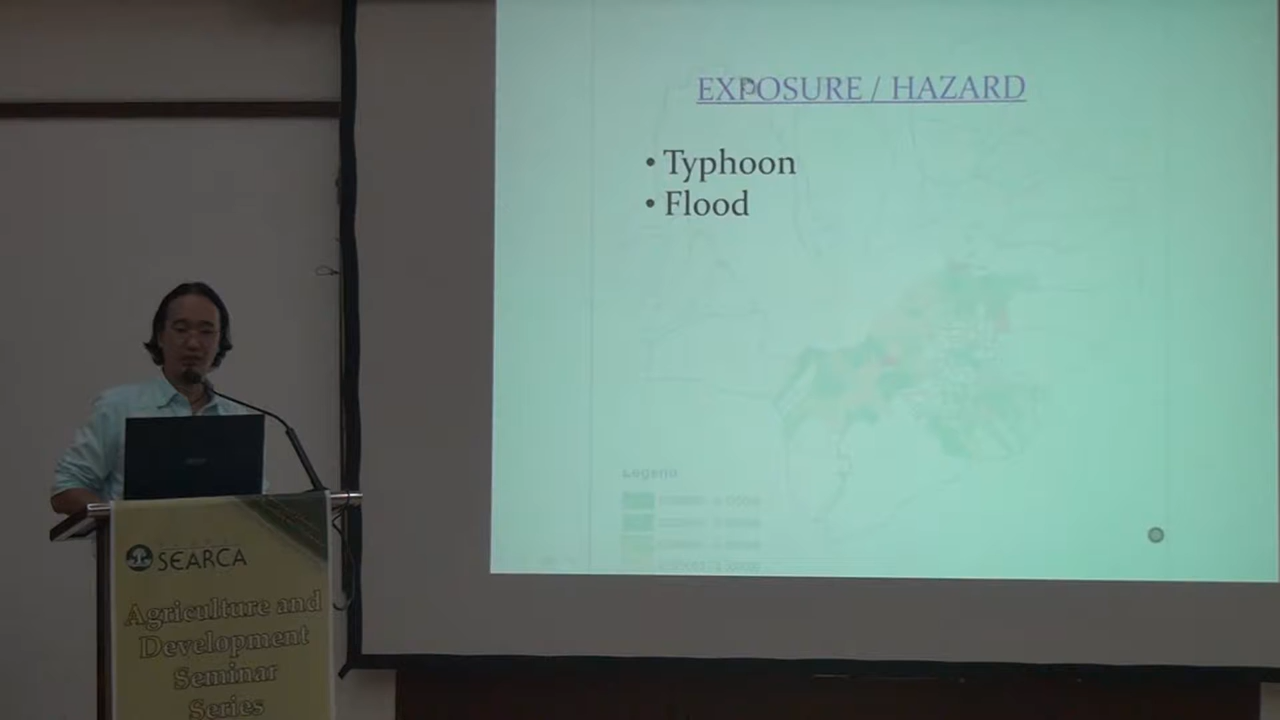 EXPOSURE / HAZARD
• Typhoon
• Flood
Legend
SEARCA
Agriculture and
Development
Seminar
Series